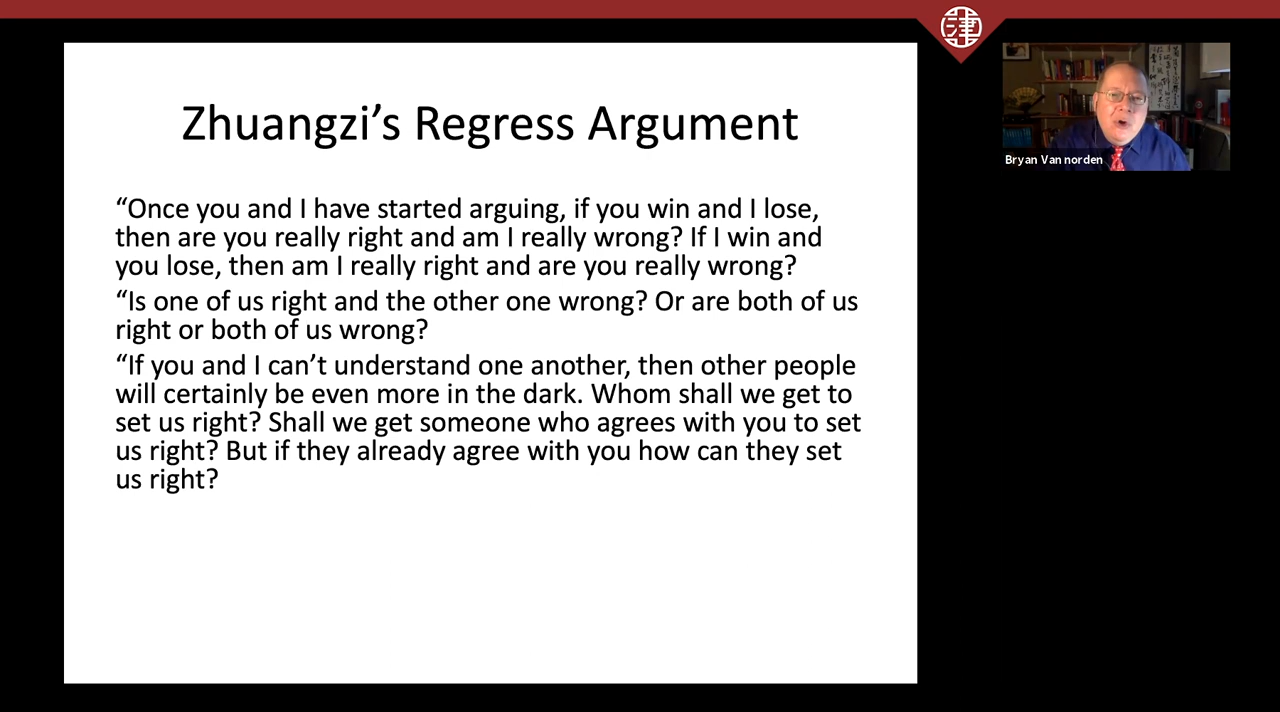 Zhuangzi’s Regress Argument
“Once you and I have started arguing, if you win and I lose,
then are you really right and am I really wrong? If I win and
you lose, then am I really right and are you really wrong?
“Is one of us right and the other one wrong? Or are both of us
right or both of us wrong?
“If you and I can’t understand one another, then other people
will certainly be even more in the dark. Whom shall we get to
set us right? Shall we get someone who agrees with you to set
us right? But if they already agree with you how can they set
us right?
Bryan Van norden